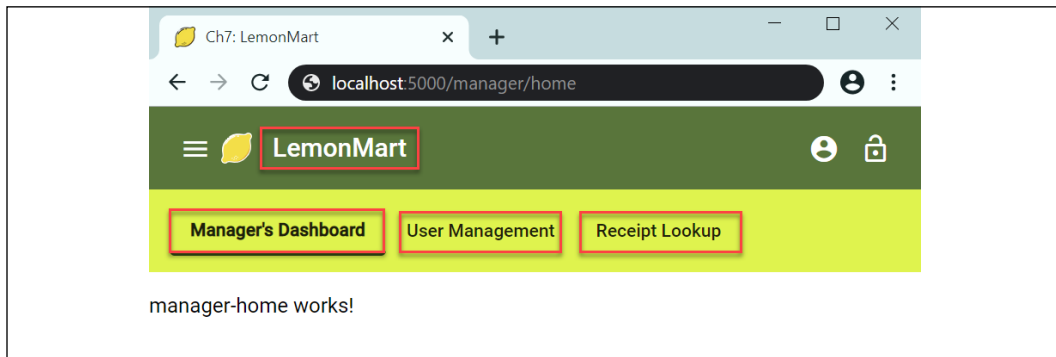 Ch7: LemonMart
localhost:5000/manager/home
LemonMart
Manager's Dashboard User Management Receipt Lookup
manager-home works!